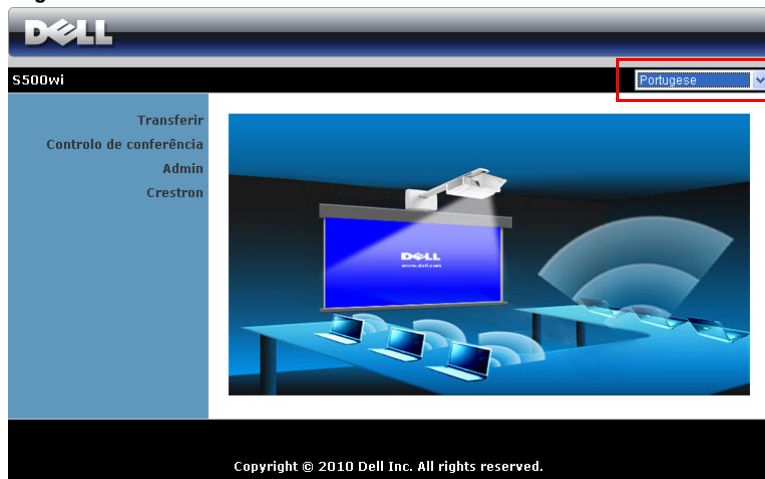 DELL
S500wi
Portugese
Transferir
Controlo de conferência
Admin
Crestron
DELL
www.dell.com
Copyright © 2010 Dell Inc. All rights reserved.